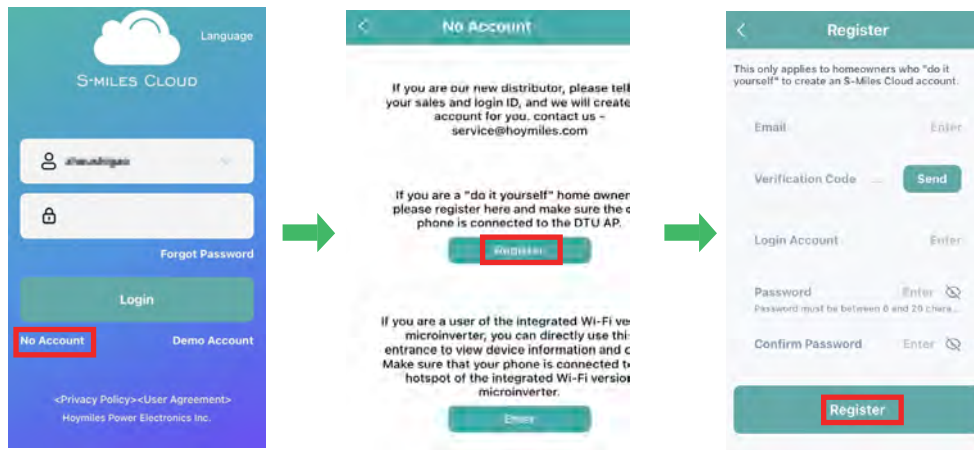 Language
S-MILES CLOUD
Forgot Password
Login
No Account
Demo Account
<Privacy Policy><User Agreement>
Hoymiles Power Electronics Inc.
No Account
If you are our new distributor, please tell
your sales and login ID, and we will create
account for you. contact us -
service@hoymiles.com
If you are a "do it yourself" home owner
please register here and make sure the
phone is connected to the DTU AP.
Register
If you are a user of the integrated Wi-Fi
microinverter, you can directly use
entrance to view device information and
Make sure that your phone is connected
hotspot of the integrated Wi-Fi
microinverter.
Enter
Register
This only applies to homeowners who "do it
yourself" to create an S-Miles Cloud account.
Email
Enter
Verification Code
Send
Login Account
Enter
Password
Enter
Password must be between 6 and 20 chara...
Confirm Password
Enter
Register